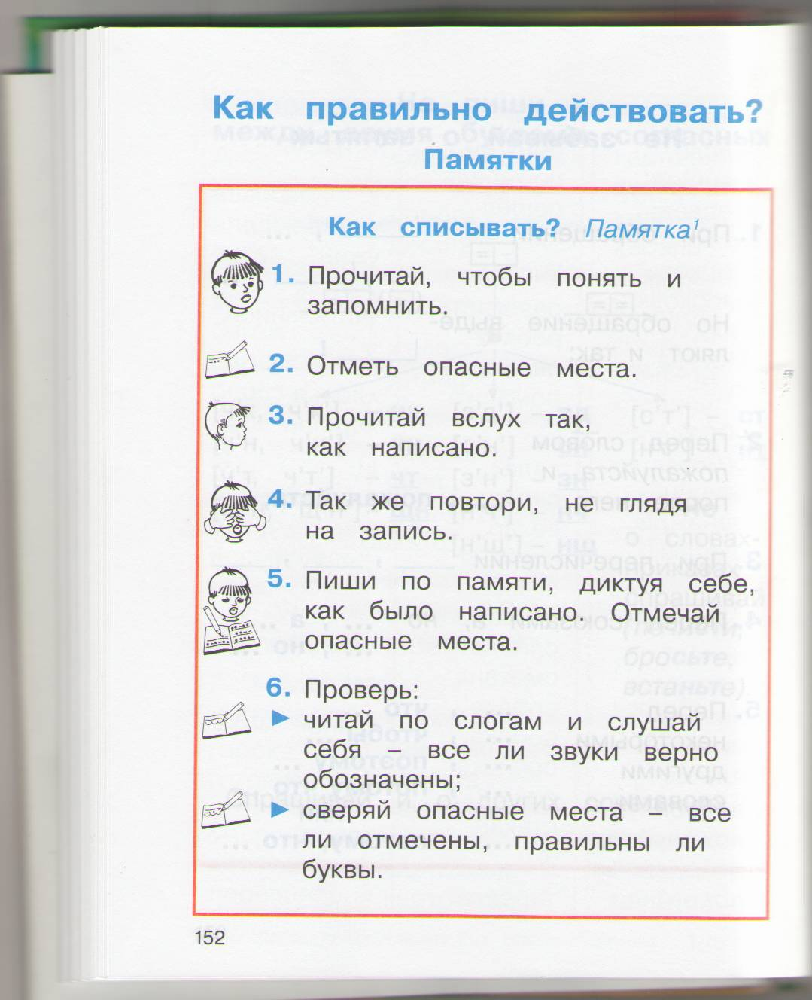 Как правильно действовать?
Памятки
Как списывать? Памятка¹
1. Прочитай, чтобы понять и
запомнить.
2. Отметь опасные места.
3. Прочитай вслух так,
как написано.
4. Так же повтори, не глядя
на запись.
5. Пиши по памяти, диктуя себе,
как было написано. Отмечай
опасные места.
6. Проверь:
► читай по слогам и слушай
себя – все ли звуки верно
обозначены;
► сверяй опасные места – все
ли отмечены, правильны ли
буквы.
152